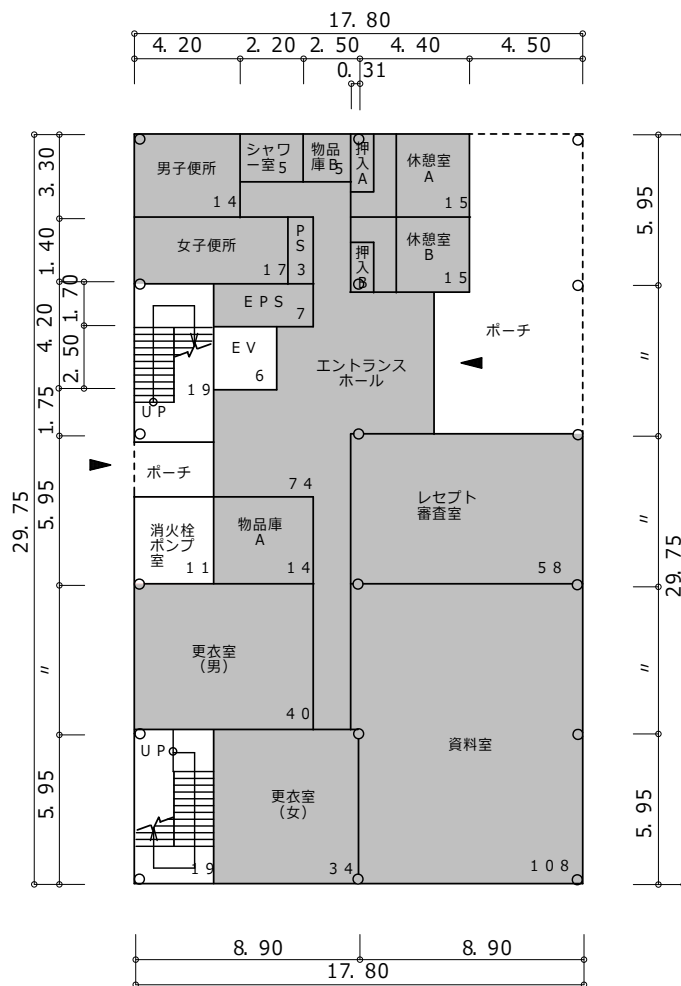 17.80
4.20 2.20 2.50 4.40 4.50
0.31
男子便所
14
シャワ
ー室 5
物品
庫B 5
押
入
A
休憩室
A
15
3.30
5.95
女子便所
17
PS
3
押
入
B
休憩室
B
15
1.40
EPS
7
1.70
4.20
2.50
EV
6
エントランス
ホール
ポーチ
〃
19
UP
1.75
ポーチ
74
レセプト
審査室
58
〃
29.75
5.95
29.75
消火栓
ポンプ
室
11
物品庫
A
14
更衣室
(男)
40
〃
〃
UP
資料室
108
更衣室
(女)
34
19
5.95
5.95
8.90 8.90
17.80